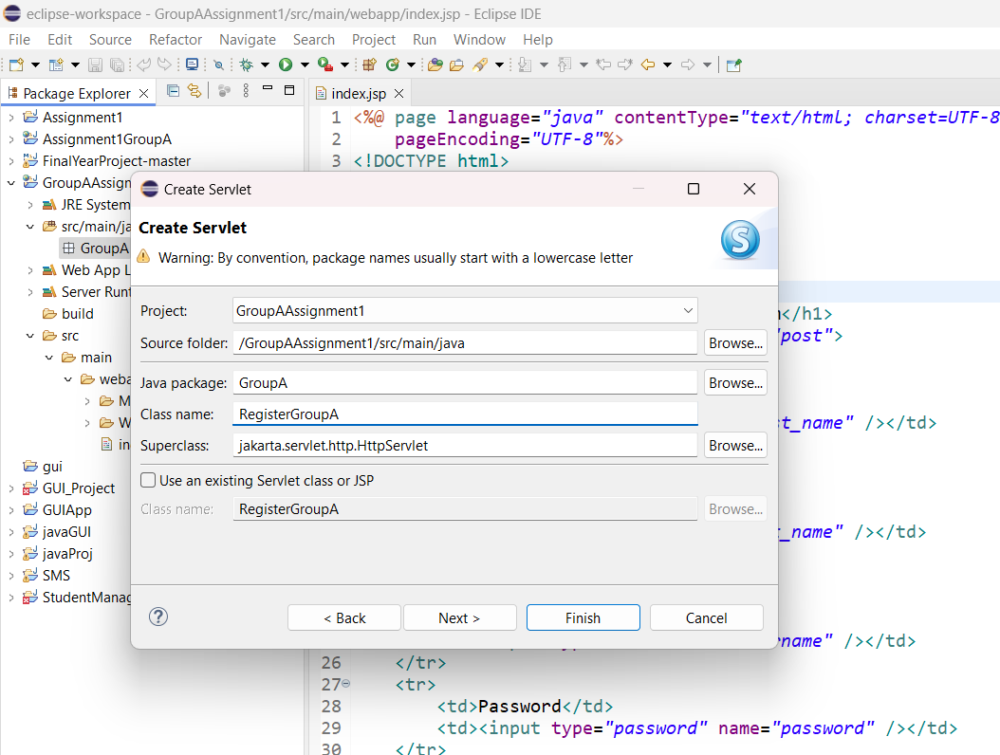 eclipse-workspace - GroupAAssignment1/src/main/webapp/index.jsp - Eclipse IDE
File Edit Source Refactor Navigate Search Project Run Window Help
Package Explorer
index.jsp
Assignment1
Assignment1GroupA
FinalYearProject-master
GroupAAssign
JRE System
src/main/ja
GroupA
Web App L
Server Runt
build
src
main
weba
M
W
in
gui
GUI_Project
GUIApp
javaGUI
javaProj
SMS
StudentManag
1 <%@ page language="java" contentType="text/html; charset=UTF-8
2 pageEncoding="UTF-8"%>
3 <!DOCTYPE html>
</h1>
"post">
st_name" /></td>
t_name" /></td>
rname" /></td>
26 </tr>
27 <tr>
28 <td>Password</td>
29 <td><input type="password" name="password" /></td>
30 </tr>
Create Servlet
Create Servlet
Warning: By convention, package names usually start with a lowercase letter
S
Project: GroupAAssignment1
Source folder: /GroupAAssignment1/src/main/java Browse...
Java package: GroupA Browse...
Class name: RegisterGroupA
Superclass: jakarta.servlet.http.HttpServlet Browse...
Use an existing Servlet class or JSP
Class name: RegisterGroupA Browse...
? < Back Next > Finish Cancel